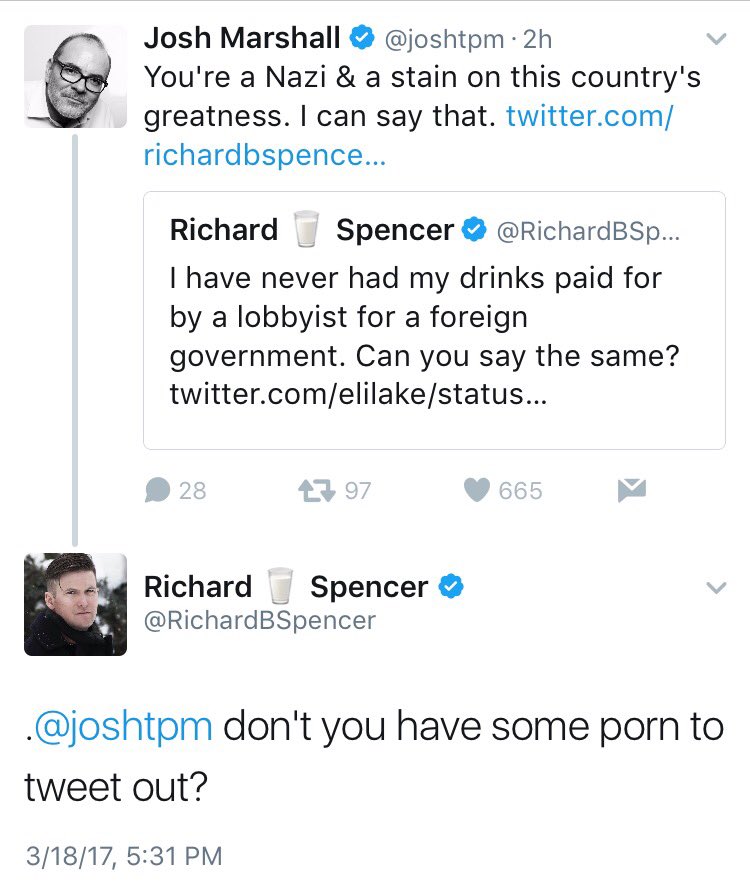 Josh Marshall @joshtpm · 2h
You're a Nazi & a stain on this country's
greatness. I can say that. twitter.com/
richardbspence...
Richard 🥛 Spencer @RichardBSp...
I have never had my drinks paid for
by a lobbyist for a foreign
government. Can you say the same?
twitter.com/elilake/status...
28 97 665
Richard 🥛 Spencer
@RichardBSpencer
.@joshtpm don't you have some porn to
tweet out?
3/18/17, 5:31 PM